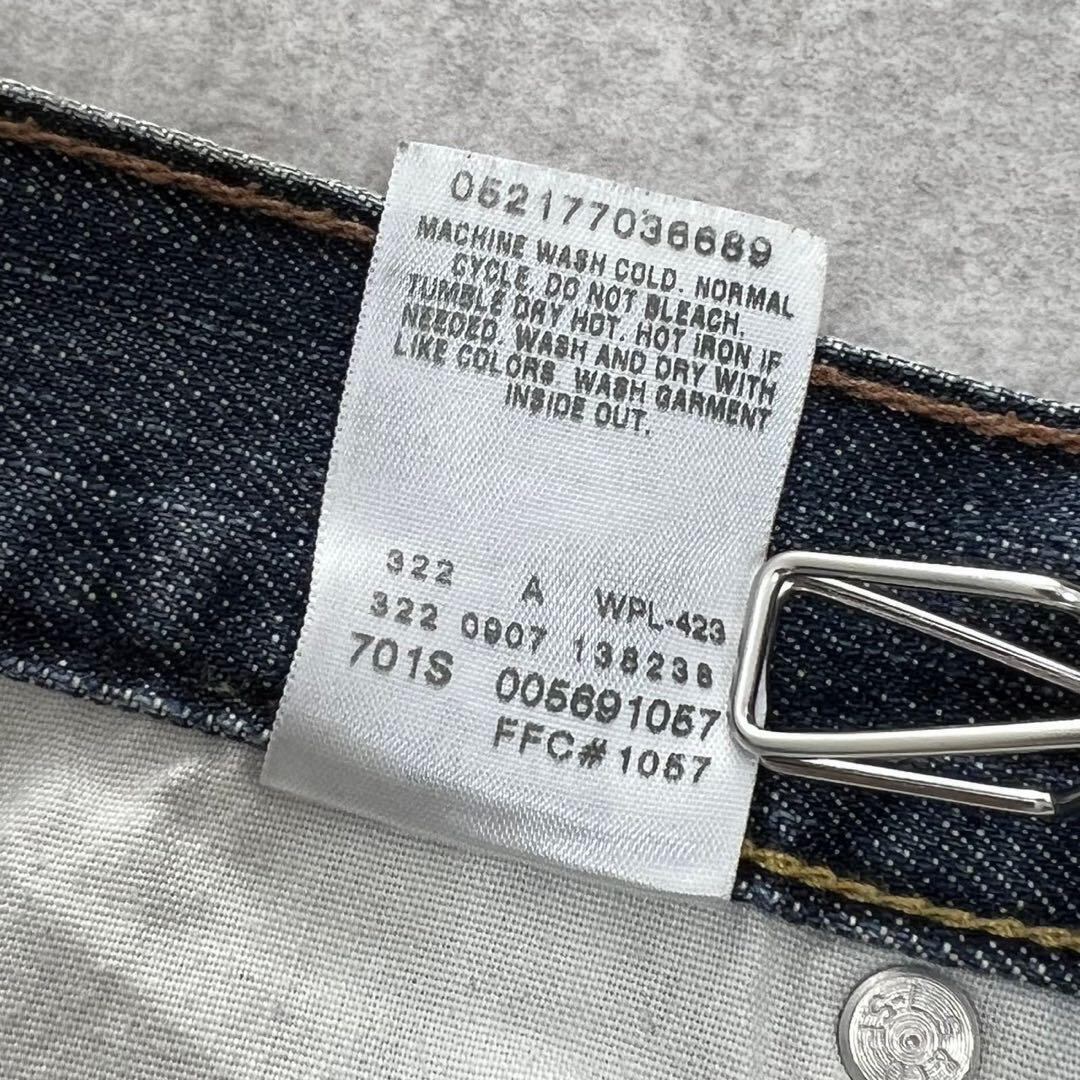 052177036689
MACHINE WASH COLD. NORMAL
CYCLE. DO NOT BLEACH.
TUMBLE DRY HOT. HOT IRON IF
NEEDED. WASH AND DRY WITH
LIKE COLORS. WASH GARMENT
INSIDE OUT.
322 A WPL-423
322 0907 138238
701S 005691057
FFC#1057